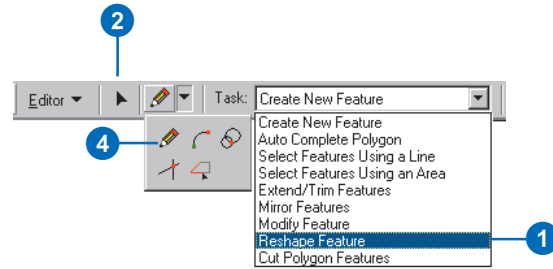 2
Editor Task: Create New Feature
4
Create New Feature
Auto Complete Polygon
Select Features Using a Line
Select Features Using an Area
Extend/Trim Features
Mirror Features
Modify Feature
Reshape Feature 1
Cut Polygon Features